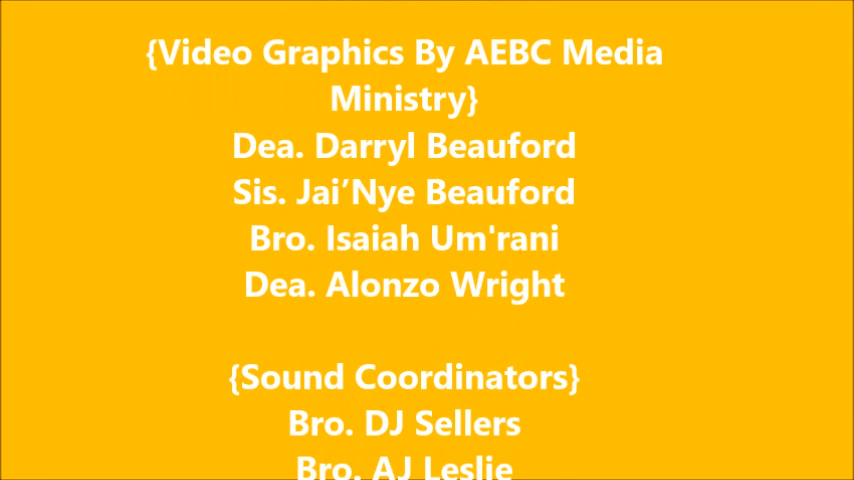 {Video Graphics By AEBC Media
Ministry}
Dea. Darryl Beauford
Sis. Jai’Nye Beauford
Bro. Isaiah Um'rani
Dea. Alonzo Wright
{Sound Coordinators}
Bro. DJ Sellers
Bro. AJ Leslie